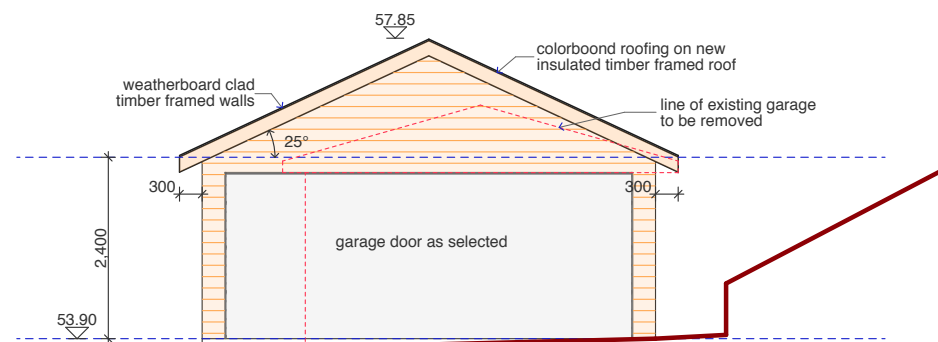 57.85
colorboond roofing on new
insulated timber framed roof
weatherboard clad
timber framed walls
line of existing garage
to be removed
25°
300
300
2,400
garage door as selected
53.90